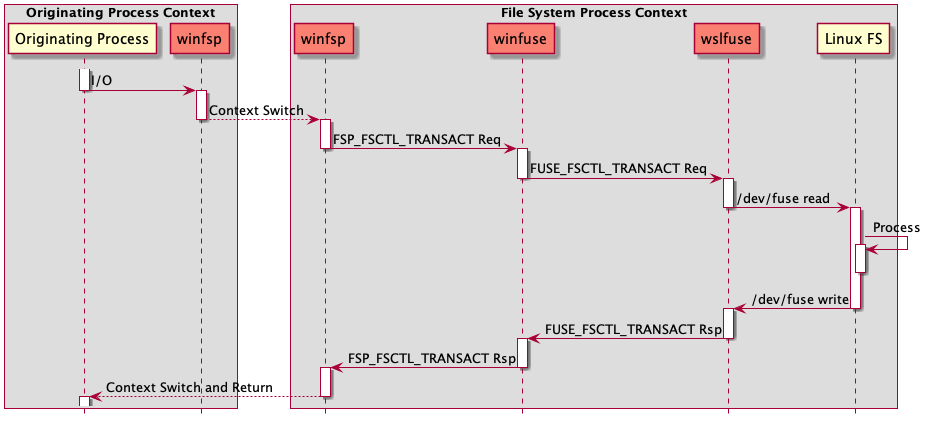 Originating Process Context
File System Process Context
Originating Process
winfsp
winfsp
winfuse
wslfuse
Linux FS
I/O
Context Switch
FSP_FSCTL_TRANSACT Req
FUSE_FSCTL_TRANSACT Req
/dev/fuse read
Process
/dev/fuse write
FUSE_FSCTL_TRANSACT Rsp
FSP_FSCTL_TRANSACT Rsp
Context Switch and Return